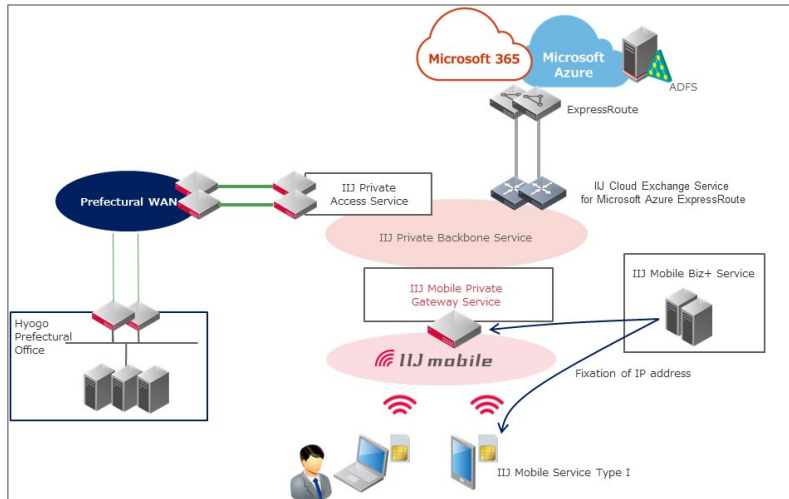 Microsoft 365
Microsoft
Azure
ADFS
ExpressRoute
Prefectural WAN
IIJ Private
Access Service
IIJ Cloud Exchange Service
for Microsoft Azure ExpressRoute
IIJ Private Backbone Service
IIJ Mobile Private
Gateway Service
IIJ Mobile Biz+ Service
Hyogo
Prefectural
Office
IIJ mobile
Fixation of IP address
IIJ Mobile Service Type I